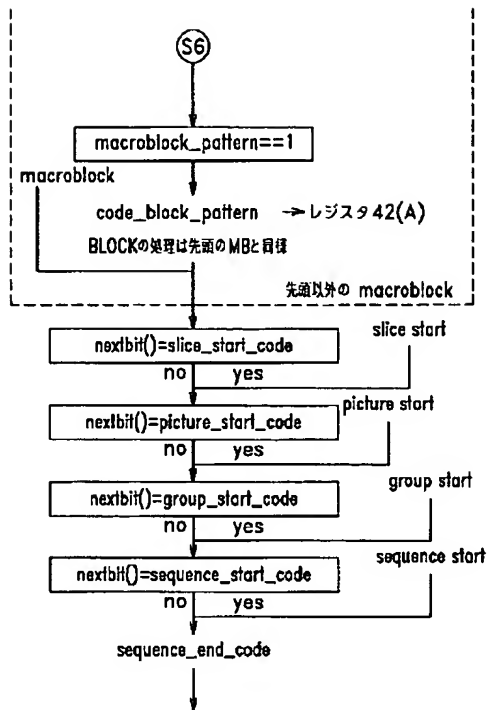 S6
macroblock_pattern==1
macroblock
code_block_pattern →レジスタ42(A)
BLOCKの処理は先頭のMBと同様
先頭以外の macroblock
slice start
nextbit()=slice_start_code
no yes
picture start
nextbit()=picture_start_code
no yes
group start
nextbit()=group_start_code
no yes
sequence start
nextbit()=sequence_start_code
no yes
sequence_end_code